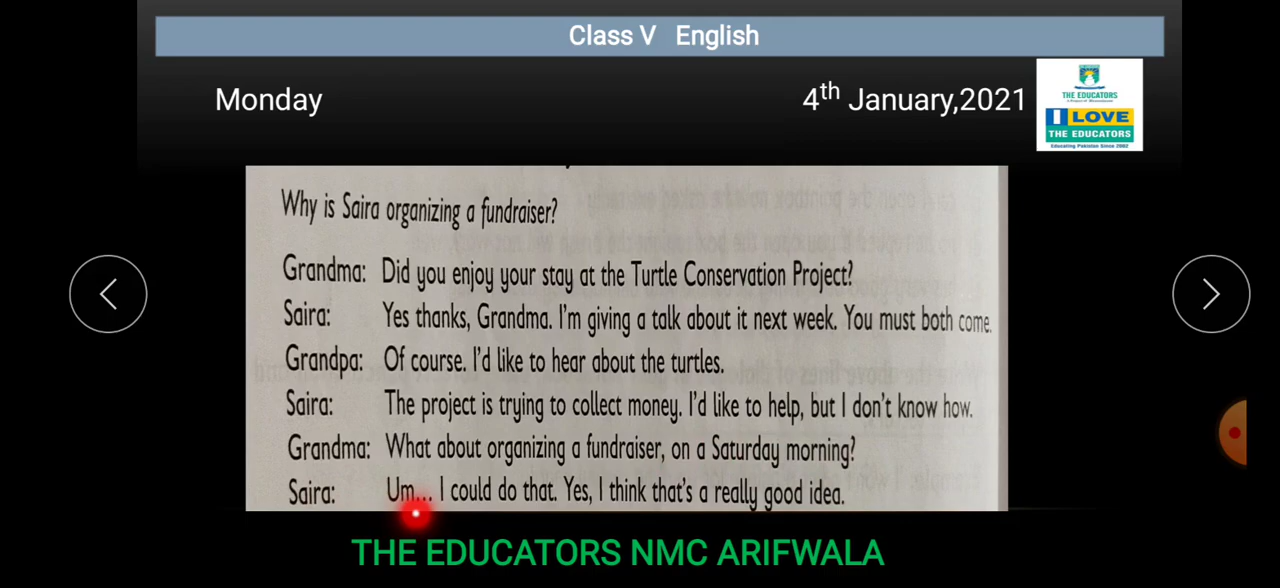 Class V English
Monday
4th January,2021
THE EDUCATORS
I LOVE
THE EDUCATORS
Educating Pakistan Since 2002
Why is Saira organizing a fundraiser?
Grandma: Did you enjoy your stay at the Turtle Conservation Project?
Saira: Yes thanks, Grandma. I'm giving a talk about it next week. You must both come.
Grandpa: Of course. I'd like to hear about the turtles.
Saira: The project is trying to collect money. I'd like to help, but I don't know how.
Grandma: What about organizing a fundraiser, on a Saturday morning?
Saira: Um... I could do that. Yes, I think that's a really good idea.
THE EDUCATORS NMC ARIFWALA